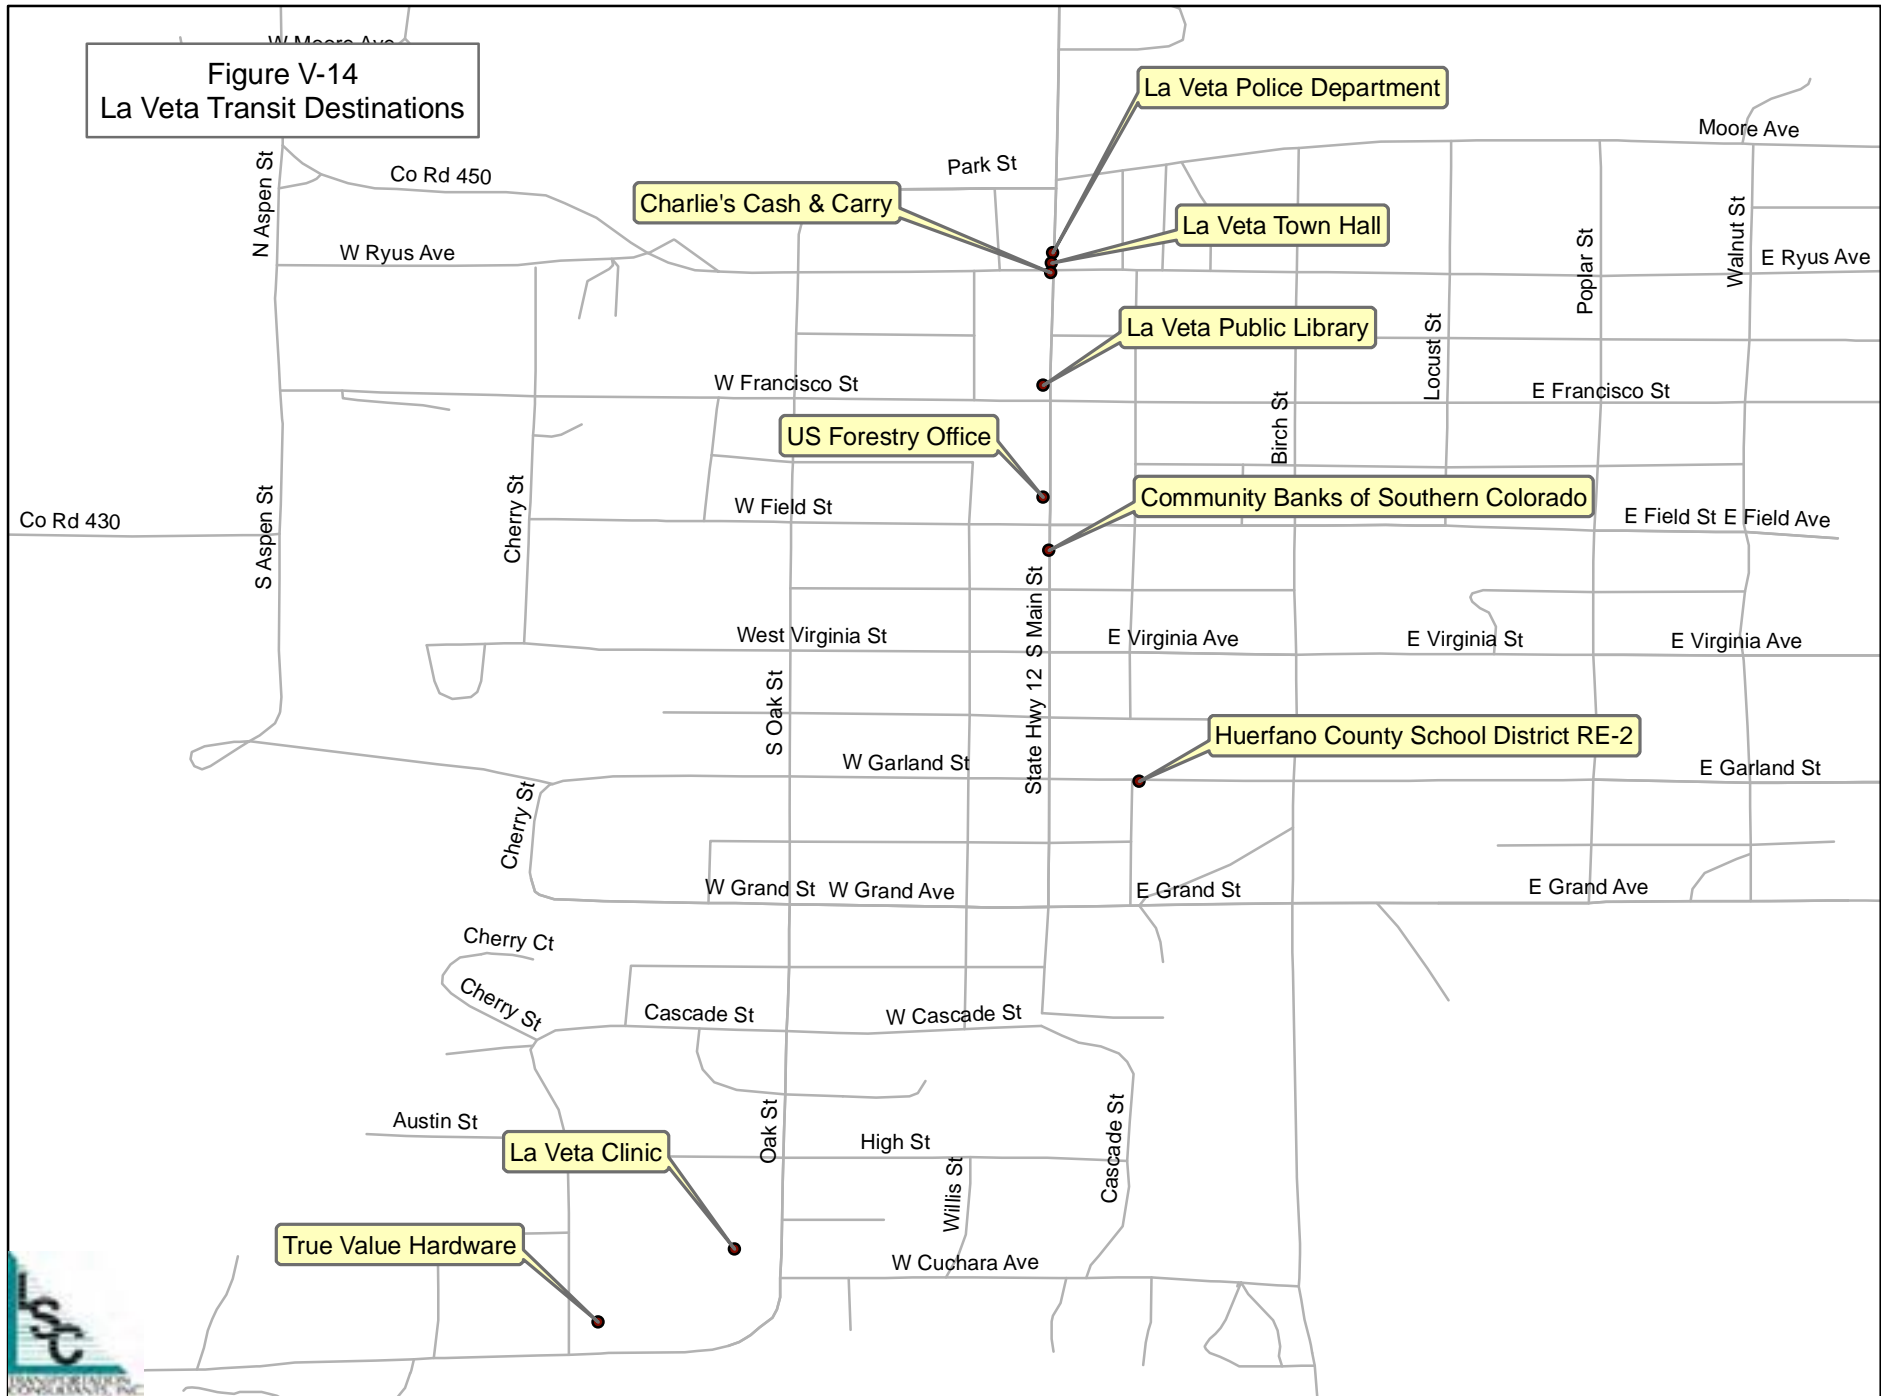 W Moore Ave
Figure V-14
La Veta Transit Destinations
La Veta Police Department
Moore Ave
Park St
Co Rd 450
N Aspen St
Charlie's Cash & Carry
La Veta Town Hall
W Ryus Ave
Poplar St
Walnut St
E Ryus Ave
La Veta Public Library
Locust St
W Francisco St
E Francisco St
Birch St
US Forestry Office
Community Banks of Southern Colorado
Co Rd 430
S Aspen St
Cherry St
W Field St
E Field St
E Field Ave
State Hwy 12
S Main St
West Virginia St
E Virginia Ave
E Virginia St
E Virginia Ave
S Oak St
Huerfano County School District RE-2
W Garland St
E Garland St
Cherry St
W Grand St
W Grand Ave
E Grand St
E Grand Ave
Cherry Ct
Cherry St
Cascade St
W Cascade St
Austin St
Oak St
High St
Cascade St
La Veta Clinic
Willis St
True Value Hardware
W Cuchara Ave
LSC
TRANSPORTATION
CONSULTANTS, INC.